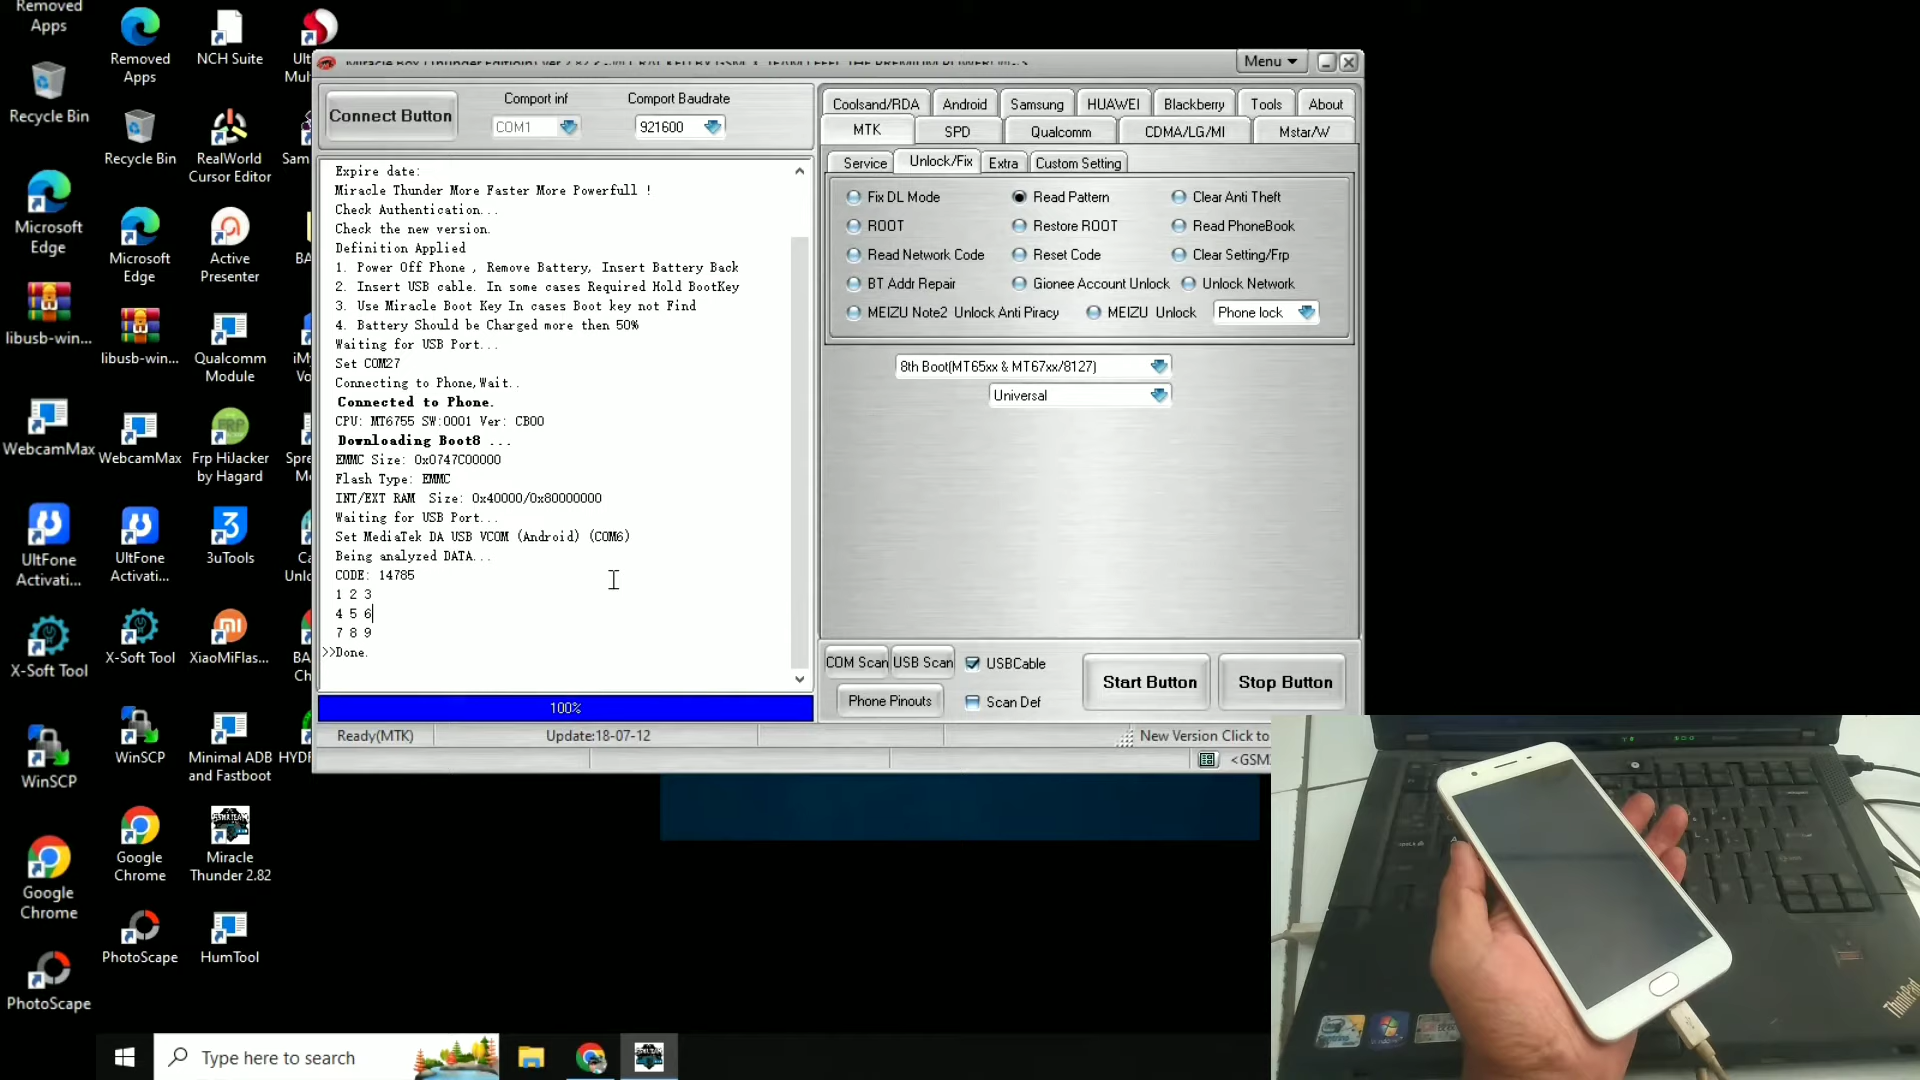 Removed
Apps
Recycle Bin
Microsoft
Edge
libusb-win...
WebcamMax
UltFone
Activati...
X-Soft Tool
WinSCP
Google
Chrome
PhotoScape
Removed
Apps
Recycle Bin
Microsoft
Edge
libusb-win...
WebcamMax
UltFone
Activati...
X-Soft Tool
WinSCP
Google
Chrome
PhotoScape
NCH Suite
RealWorld
Cursor Editor
Active
Presenter
Qualcomm
Module
Frp HiJacker
by Hagard
3uTools
XiaoMiFlas...
Minimal ADB
and Fastboot
Miracle
Thunder 2.82
HumTool
Menu
Connect Button
Comport inf
COM1
Comport Baudrate
921600
Expire date:
Miracle Thunder More Faster More Powerfull !
Check Authentication...
Check the new version.
Definition Applied
1. Power Off Phone , Remove Battery, Insert Battery Back
2. Insert USB cable. In some cases Required Hold BootKey
3. Use Miracle Boot Key In cases Boot key not Find
4. Battery Should be Charged more then 50%
Waiting for USB Port...
Set COM27
Connecting to Phone,Wait..
Connected to Phone.
CPU: MT6755 SW:0001 Ver: CB00
Downloading Boot8 ...
EMMC Size: 0x0747C00000
Flash Type: EMMC
INT/EXT RAM Size: 0x40000/0x80000000
Waiting for USB Port...
Set MediaTek DA USB VCOM (Android) (COM6)
Being analyzed DATA...
CODE: 14785
1 2 3
4 5 6
7 8 9
>>Done.
100%
Ready(MTK)
Update:18-07-12
New Version Click to
<GSM
Coolsand/RDA
Android
Samsung
HUAWEI
Blackberry
Tools
About
MTK
SPD
Qualcomm
CDMA/LG/MI
Mstar/W
Service
Unlock/Fix
Extra
Custom Setting
Fix DL Mode
Read Pattern
Clear Anti Theft
ROOT
Restore ROOT
Read PhoneBook
Read Network Code
Reset Code
Clear Setting/Frp
BT Addr Repair
Gionee Account Unlock
Unlock Network
MEIZU Note2 Unlock Anti Piracy
MEIZU Unlock
Phone lock
8th Boot(MT65xx & MT67xx/8127)
Universal
COM Scan
USB Scan
USBCable
Start Button
Stop Button
Phone Pinouts
Scan Def
Type here to search
ThinkPad